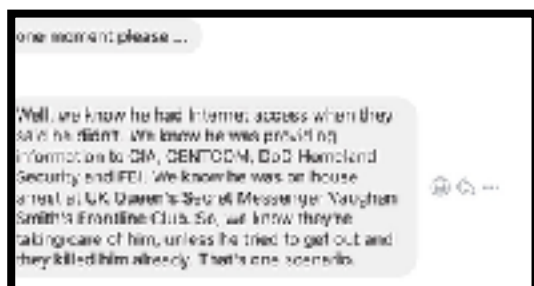 one moment please ...
Well, we know he had Internet access when they
said he didn't. We know he was providing
information to CIA, CENTCOM, DoD Homeland
Security and FBI. We know he was on house
arrest at UK Queen's Secret Messenger Vaughan
Smith's Frontline Club. So, we know they're
taking care of him, unless he tried to get out and
they killed him already. That's one scenario.